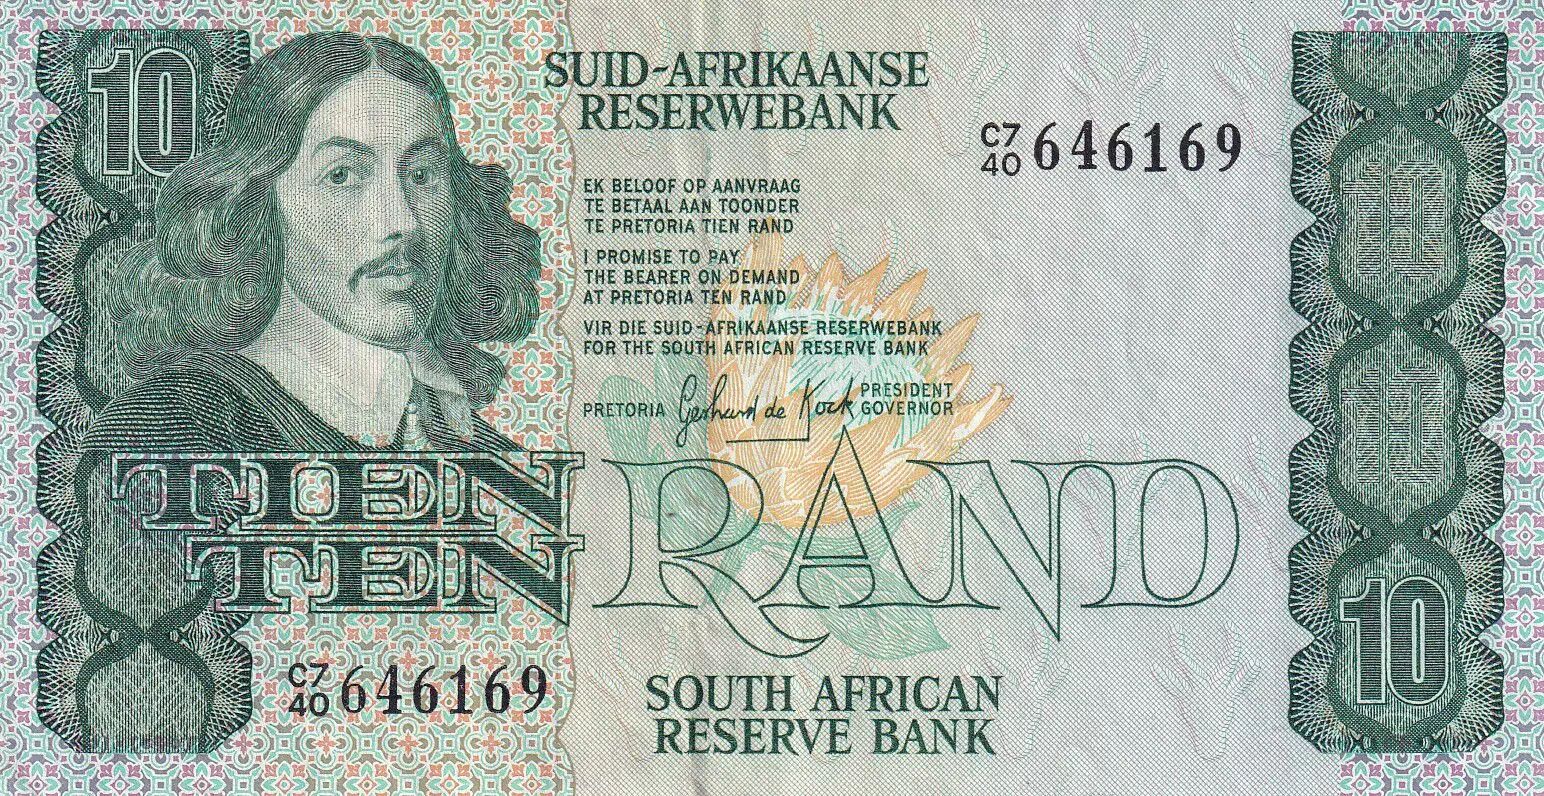 10
SUID-AFRIKAANSE
RESERWEBANK
C7/40 646169
EK BELOOF OP AANVRAAG
TE BETAAL AAN TOONDER
TE PRETORIA TIEN RAND
I PROMISE TO PAY
THE BEARER ON DEMAND
AT PRETORIA TEN RAND
VIR DIE SUID-AFRIKAANSE RESERWEBANK
FOR THE SOUTH AFRICAN RESERVE BANK
PRETORIA Gerhard de Kock PRESIDENT
GOVERNOR
TIEN RAND
TEN
10
C7/40 646169
SOUTH AFRICAN
RESERVE BANK